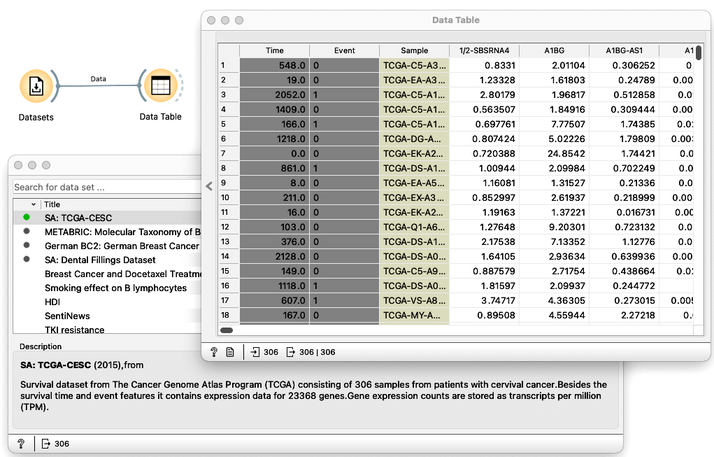 Data Table
Data
Datasets
Data Table
Time Event Sample 1/2-SBSRNA4 A1BG A1BG-AS1 A1
1 548.0 0 TCGA-C5-A3... 0.8331 2.01104 0.306252 0.
2 19.0 0 TCGA-EA-A3... 1.23328 1.61803 0.24789 0.00
3 2052.0 1 TCGA-C5-A1... 2.80179 1.96817 0.512858 0.
4 1409.0 0 TCGA-C5-A1... 0.563507 1.84916 0.309444 0.00
5 166.0 1 TCGA-C5-A1... 0.697761 7.77507 1.74385 0.0
6 1218.0 0 TCGA-DG-A... 0.807424 5.02226 1.79809 0.00
7 0.0 0 TCGA-EK-A2... 0.720388 24.8542 1.74421 0.
8 861.0 1 TCGA-DS-A1... 1.00944 2.09984 0.702249 0.
9 8.0 0 TCGA-EA-A5... 1.16081 1.31527 0.21336 0.
10 211.0 0 TCGA-EX-A3... 0.852997 2.61937 0.218999 0.00
11 16.0 0 TCGA-EK-A2... 1.19163 1.37221 0.016731 0.00
12 103.0 0 TCGA-Q1-A6... 1.27648 9.20301 0.723132 0.
13 376.0 0 TCGA-DS-A1... 2.17538 7.13352 1.12776 0.
14 2128.0 0 TCGA-DS-A0... 1.64105 2.93634 0.639936 0.00
15 149.0 0 TCGA-C5-A9... 0.887579 2.71754 0.438664 0.0
16 1118.0 1 TCGA-DS-A0... 1.81597 2.09937 0.244772
17 607.0 1 TCGA-VS-A8... 3.74717 4.36305 0.273015 0.00
18 167.0 0 TCGA-MY-A... 0.89508 4.55944 2.27218 0.
306 306 | 306
Search for data set ...
Title
SA: TCGA-CESC
METABRIC: Molecular Taxonomy of B
German BC2: German Breast Cancer
SA: Dental Fillings Dataset
Breast Cancer and Docetaxel Treatme
Smoking effect on B lymphocytes
HDI
SentiNews
TKI resistance
Description
SA: TCGA-CESC (2015),from
Survival dataset from The Cancer Genome Atlas Program (TCGA) consisting of 306 samples from patients with cervival cancer.Besides the
survival time and event features it contains expression data for 23368 genes.Gene expression counts are stored as transcripts per million
(TPM).
306